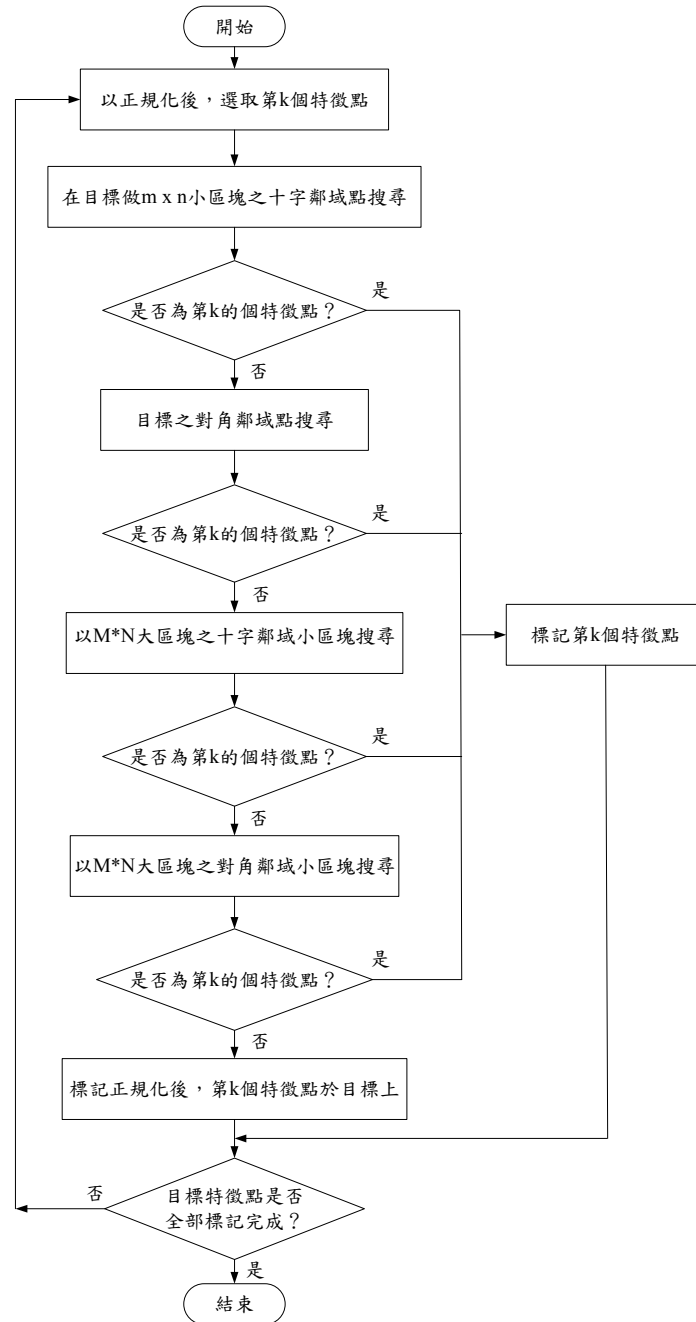 開始
以正規化後，選取第k個特徵點
在目標做m x n小區塊之十字鄰域點搜尋
是否為第k的個特徵點？
是
否
目標之對角鄰域點搜尋
是否為第k的個特徵點？
是
否
以M*N大區塊之十字鄰域小區塊搜尋
標記第k個特徵點
是否為第k的個特徵點？
是
否
以M*N大區塊之對角鄰域小區塊搜尋
是否為第k的個特徵點？
是
否
標記正規化後，第k個特徵點於目標上
目標特徵點是否
全部標記完成？
否
是
結束